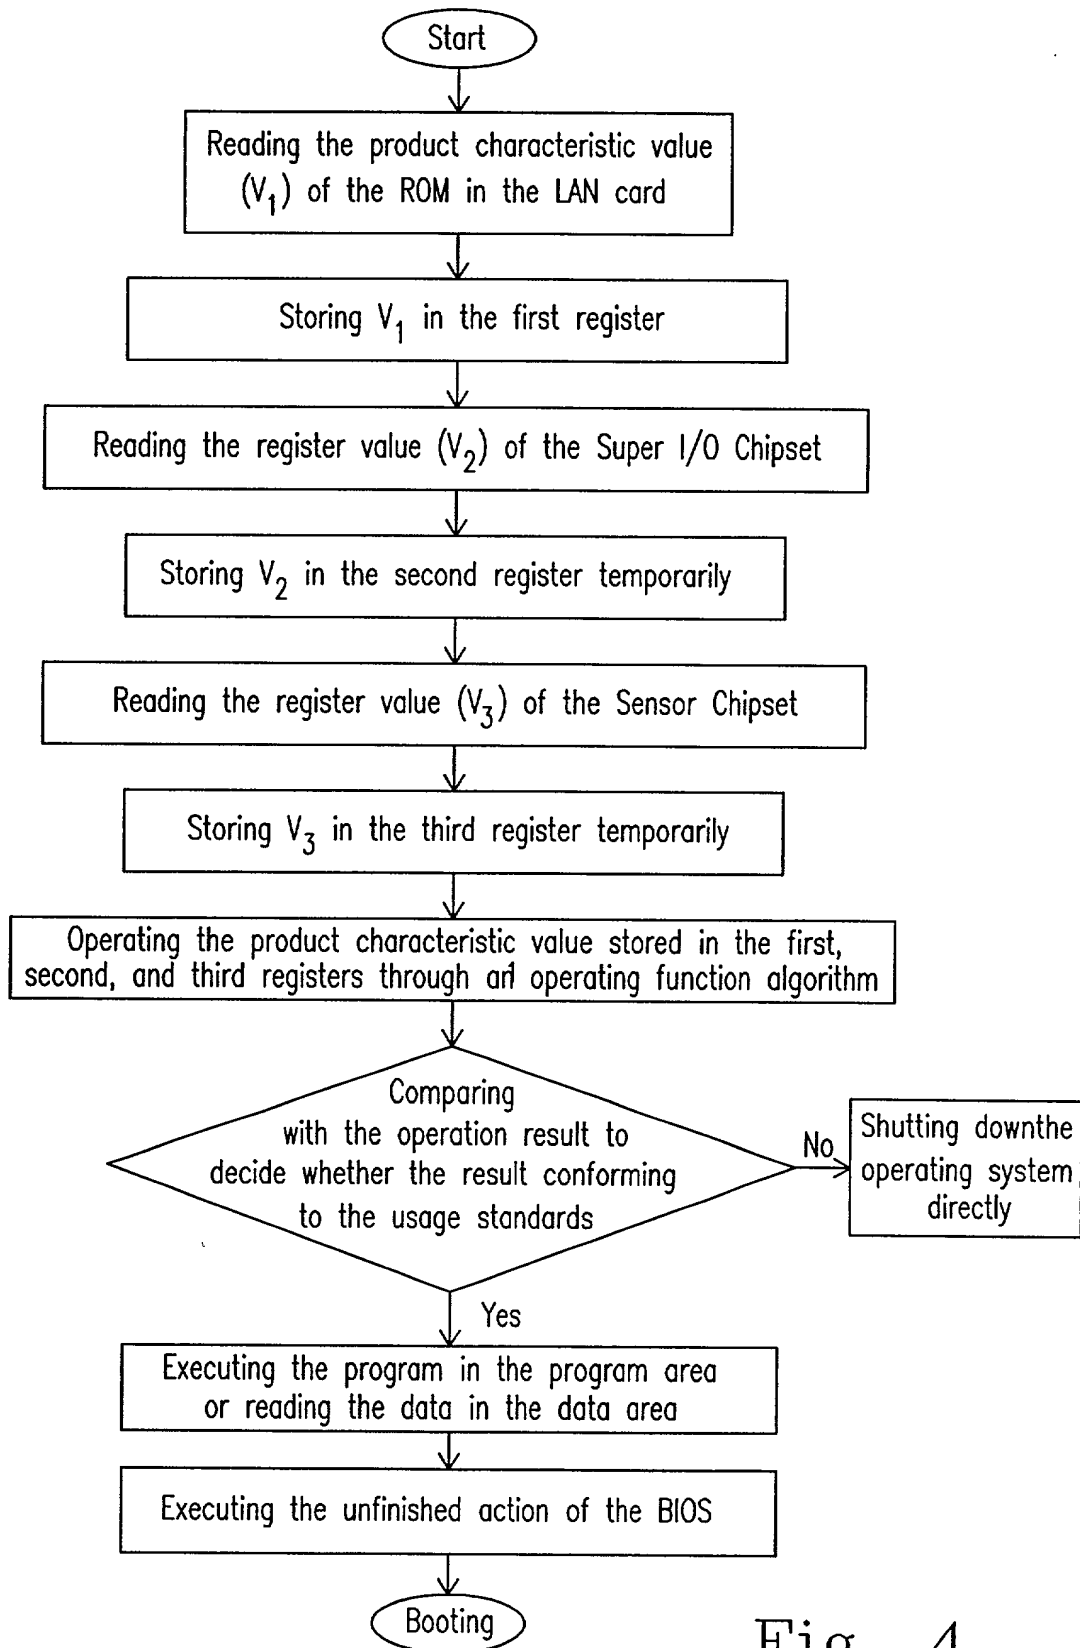 Start
Reading the product characteristic value
(V₁) of the ROM in the LAN card
Storing V₁ in the first register
Reading the register value (V₂) of the Super I/O Chipset
Storing V₂ in the second register temporarily
Reading the register value (V₃) of the Sensor Chipset
Storing V₃ in the third register temporarily
Operating the product characteristic value stored in the first,
second, and third registers through an operating function algorithm
Comparing
with the operation result to
decide whether the result conforming
to the usage standards
No
Shutting downthe
operating system
directly
Yes
Executing the program in the program area
or reading the data in the data area
Executing the unfinished action of the BIOS
Booting
Fig. 4